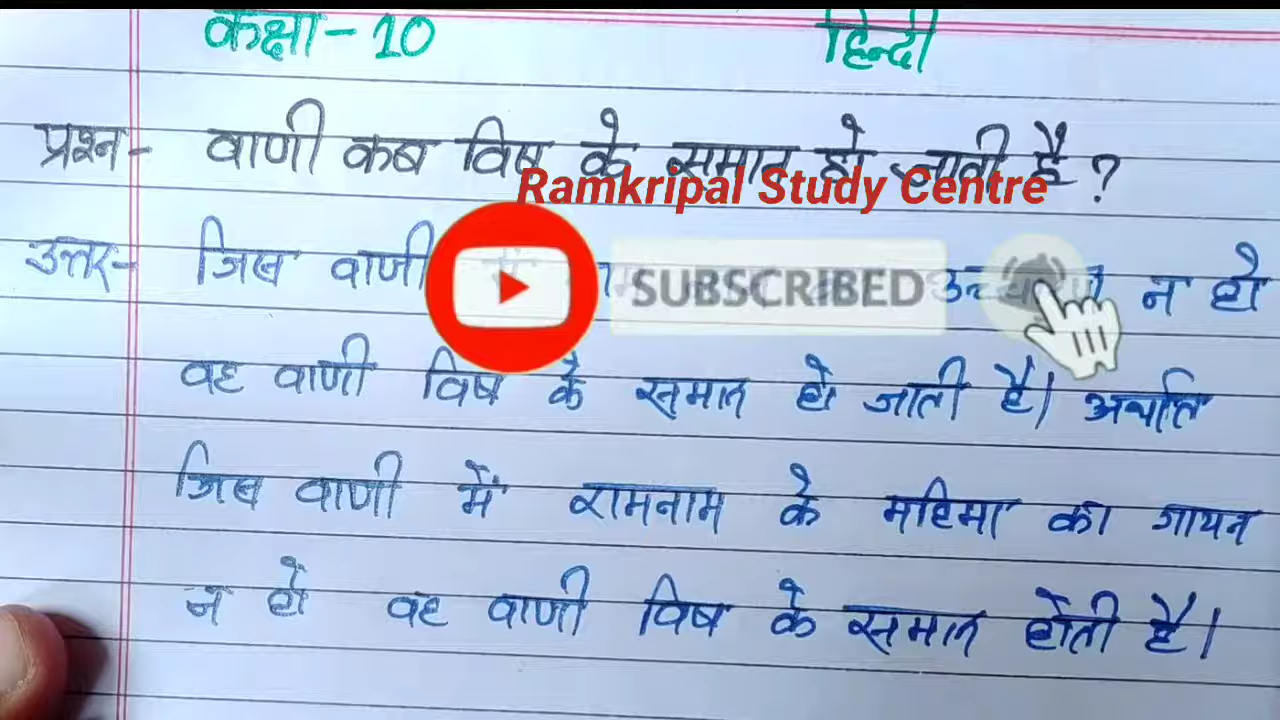 कक्षा - 10 हिन्दी
प्रश्न- वाणी कब विष के समान हो जाती है ?
Ramkripal Study Centre
उत्तर- जिस वाणी न हो
SUBSCRIBED
वह वाणी विष के समान हो जाती है। अर्थात
जिस वाणी में रामनाम के महिमा का गायन
न हो वह वाणी विष के समान होती है।